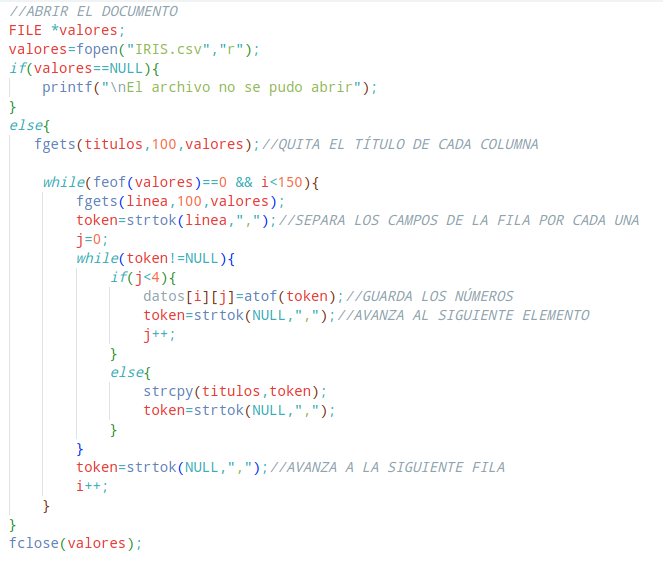 //ABRIR EL DOCUMENTO
FILE *valores;
valores=fopen("IRIS.csv","r");
if(valores==NULL){
    printf("\nEl archivo no se pudo abrir");
}
else{
   fgets(titulos,100,valores);//QUITA EL TÍTULO DE CADA COLUMNA

    while(feof(valores)==0 && i<150){
        fgets(linea,100,valores);
        token=strtok(linea,",");//SEPARA LOS CAMPOS DE LA FILA POR CADA UNA
        j=0;
        while(token!=NULL){
            if(j<4){
                datos[i][j]=atof(token);//GUARDA LOS NÚMEROS
                token=strtok(NULL,",");//AVANZA AL SIGUIENTE ELEMENTO
                j++;
            }
            else{
                strcpy(titulos,token);
                token=strtok(NULL,",");
            }
        }
        token=strtok(NULL,",");//AVANZA A LA SIGUIENTE FILA
        i++;
    }
}
fclose(valores);